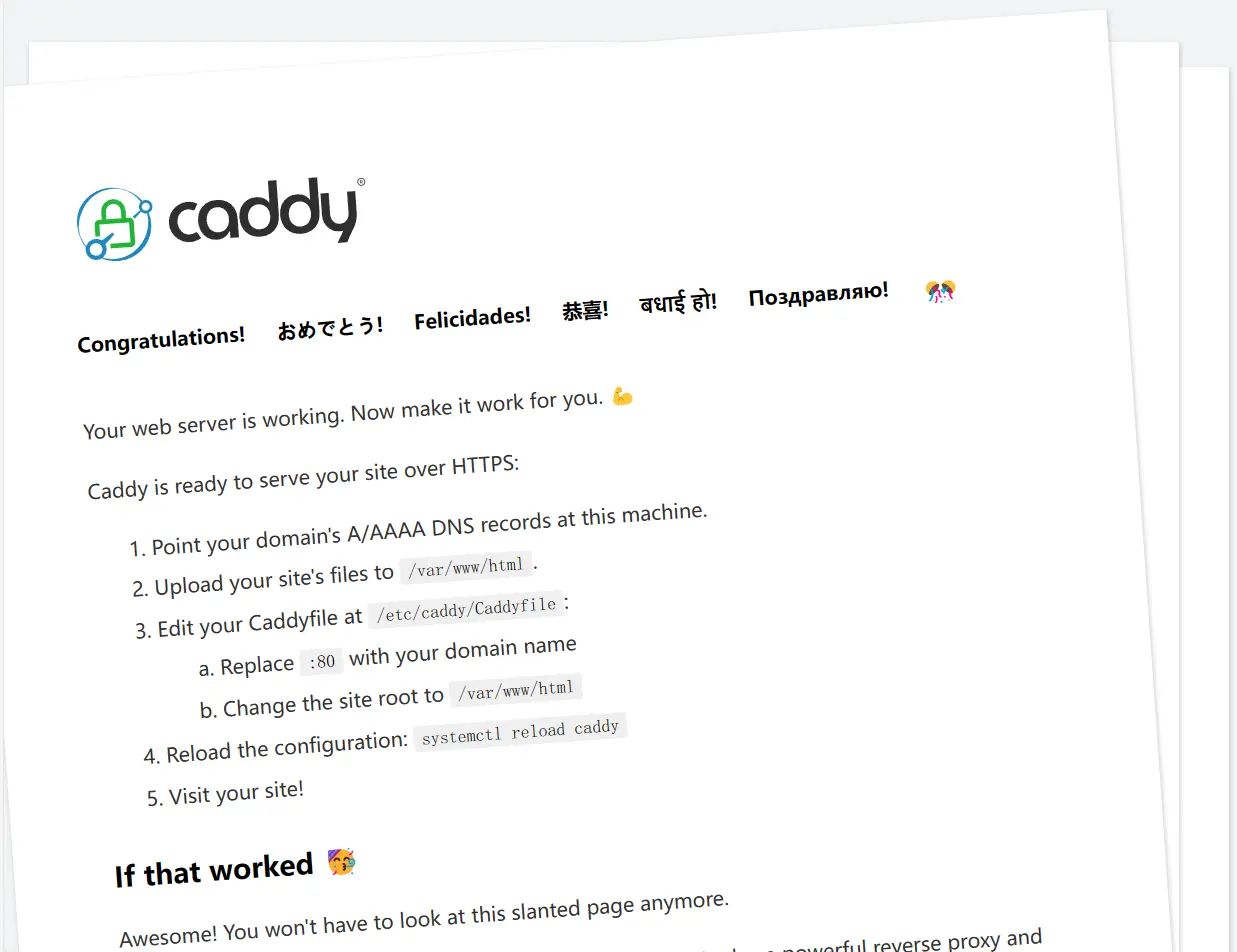 caddy®
Congratulations! おめでとう! Felicidades! 恭喜! बधाई हो! Поздравляю! 🎊
Your web server is working. Now make it work for you. 💪
Caddy is ready to serve your site over HTTPS:
1. Point your domain's A/AAAA DNS records at this machine.
2. Upload your site's files to /var/www/html.
3. Edit your Caddyfile at /etc/caddy/Caddyfile:
a. Replace :80 with your domain name
b. Change the site root to /var/www/html
4. Reload the configuration: systemctl reload caddy
5. Visit your site!
If that worked 🥳
Awesome! You won't have to look at this slanted page anymore.
powerful reverse proxy and